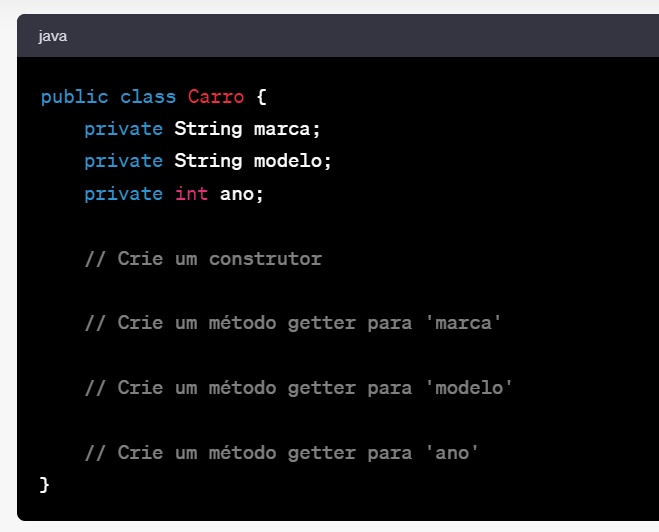 java
public class Carro {
private String marca;
private String modelo;
private int ano;
// Crie um construtor
// Crie um método getter para 'marca'
// Crie um método getter para 'modelo'
// Crie um método getter para 'ano'
}